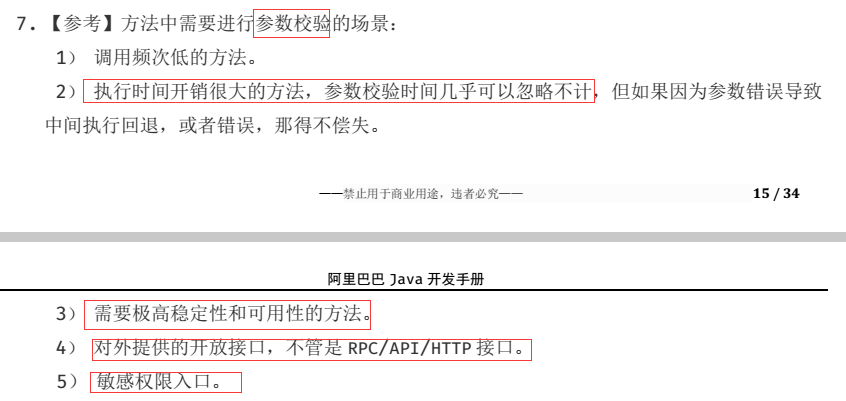 7. 【参考】方法中需要进行参数校验的场景：
1） 调用频次低的方法。
2） 执行时间开销很大的方法，参数校验时间几乎可以忽略不计，但如果因为参数错误导致
中间执行回退，或者错误，那得不偿失。
——禁止用于商业用途，违者必究—— 15 / 34
阿里巴巴 Java 开发手册
3） 需要极高稳定性和可用性的方法。
4） 对外提供的开放接口，不管是 RPC/API/HTTP 接口。
5） 敏感权限入口。